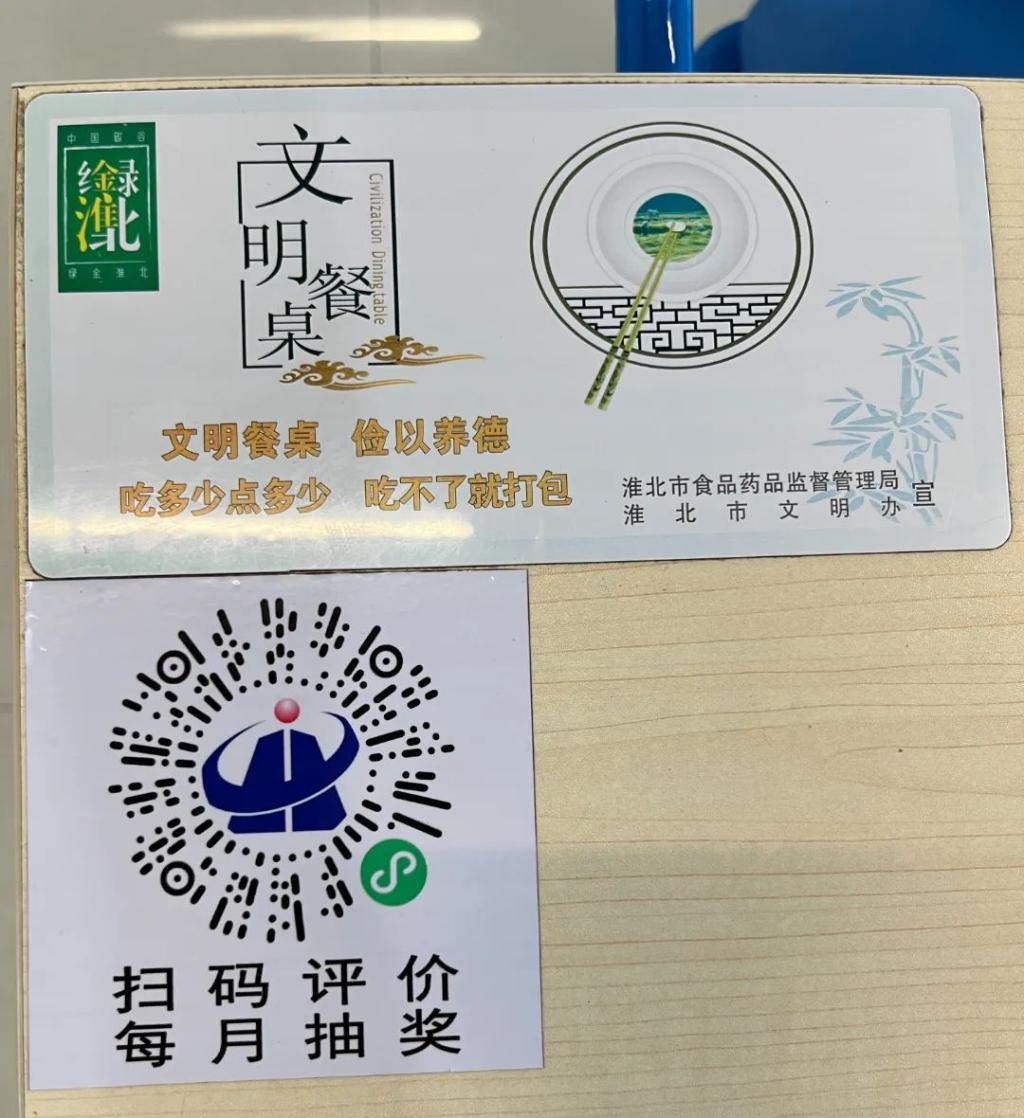 中国碳谷
绿金淮北
绿金淮北
文明餐桌
Civilization Dining table
文明餐桌 俭以养德
吃多少点多少 吃不了就打包
淮北市食品药品监督管理局
淮北市文明办
宣
扫码评价
每月抽奖